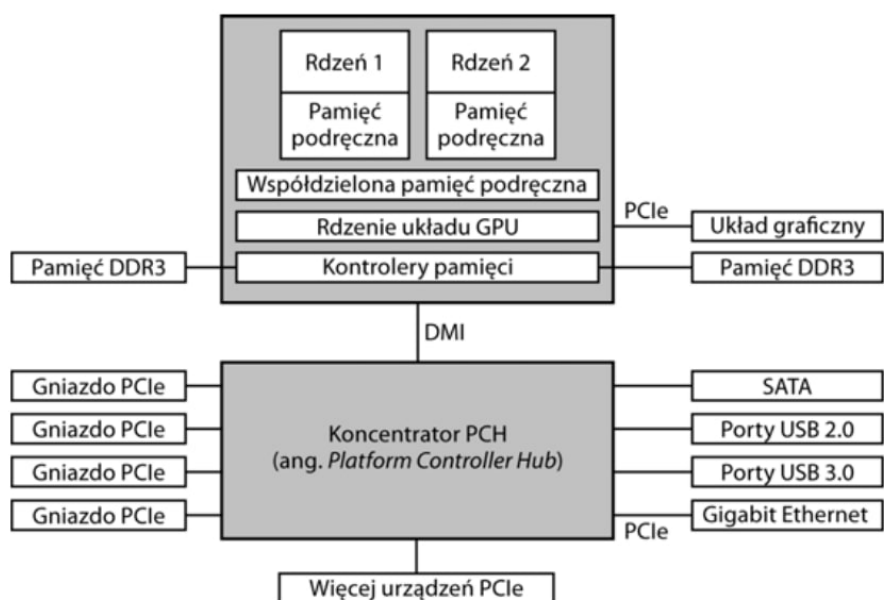 Rdzeń 1
Rdzeń 2
Pamięć
podręczna
Pamięć
podręczna
Współdzielona pamięć podręczna
Rdzenie układu GPU
PCIe
Układ graficzny
Pamięć DDR3
Kontrolery pamięci
Pamięć DDR3
DMI
Gniazdo PCIe
Gniazdo PCIe
Gniazdo PCIe
Gniazdo PCIe
Koncentrator PCH
(ang. Platform Controller Hub)
SATA
Porty USB 2.0
Porty USB 3.0
Gigabit Ethernet
PCIe
Więcej urządzeń PCIe